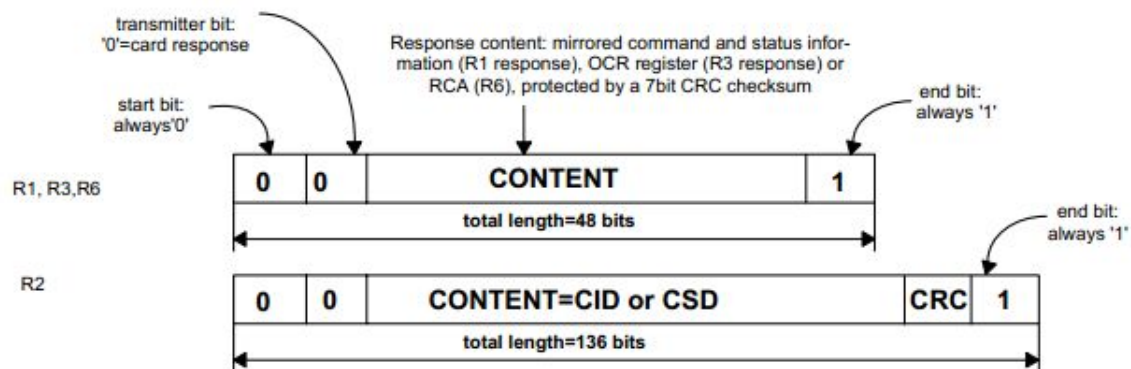 transmitter bit:
'0'=card response
Response content: mirrored command and status infor-
mation (R1 response), OCR register (R3 response) or
RCA (R6), protected by a 7bit CRC checksum
start bit:
always'0'
end bit:
always '1'
R1, R3,R6
0 0 CONTENT 1
total length=48 bits
end bit:
always '1'
R2
0 0 CONTENT=CID or CSD CRC 1
total length=136 bits